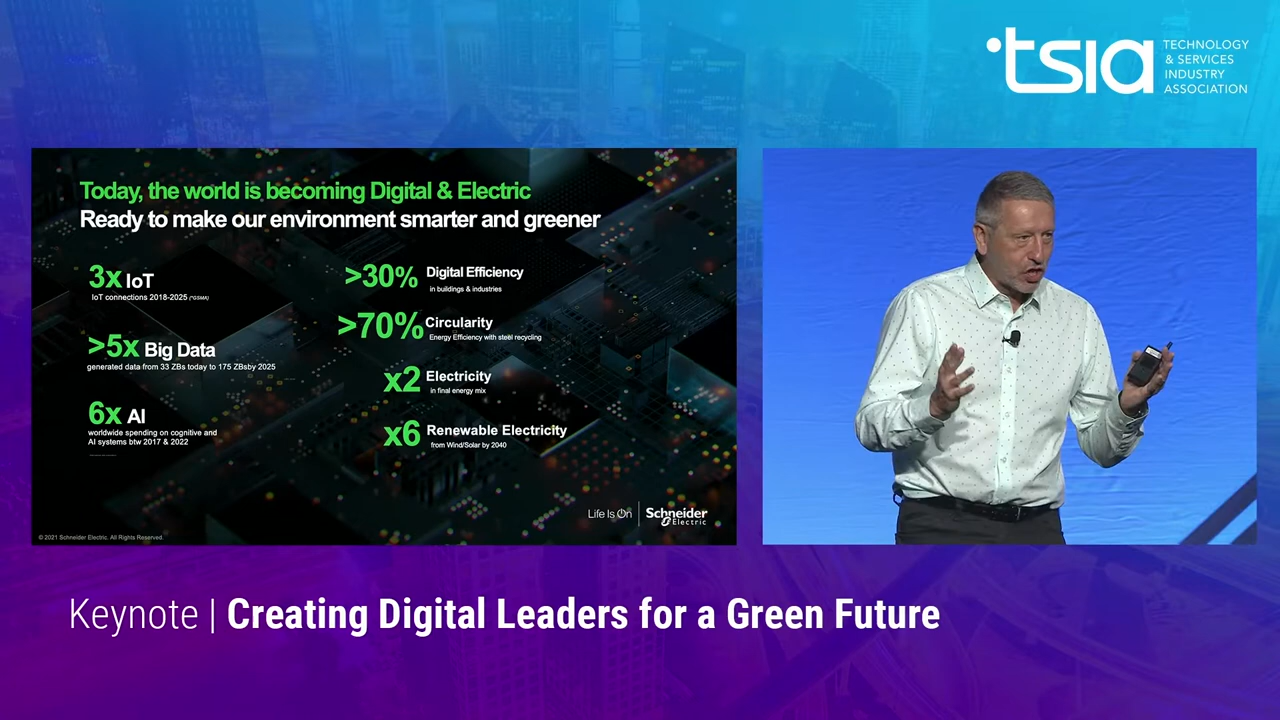 tsia
TECHNOLOGY
& SERVICES
INDUSTRY
ASSOCIATION
Today, the world is becoming Digital & Electric
Ready to make our environment smarter and greener
3x IoT
IoT connections 2018-2025 (*GSMA)
>5x Big Data
generated data from 33 ZBs today to 175 ZBsby 2025
6x AI
worldwide spending on cognitive and
AI systems btw 2017 & 2022
>30% Digital Efficiency
in buildings & industries
>70% Circularity
Energy Efficiency with steel recycling
x2 Electricity
in final energy mix
x6 Renewable Electricity
from Wind/Solar by 2040
Life Is On
Schneider
Electric
© 2021 Schneider Electric. All Rights Reserved.
Keynote | Creating Digital Leaders for a Green Future